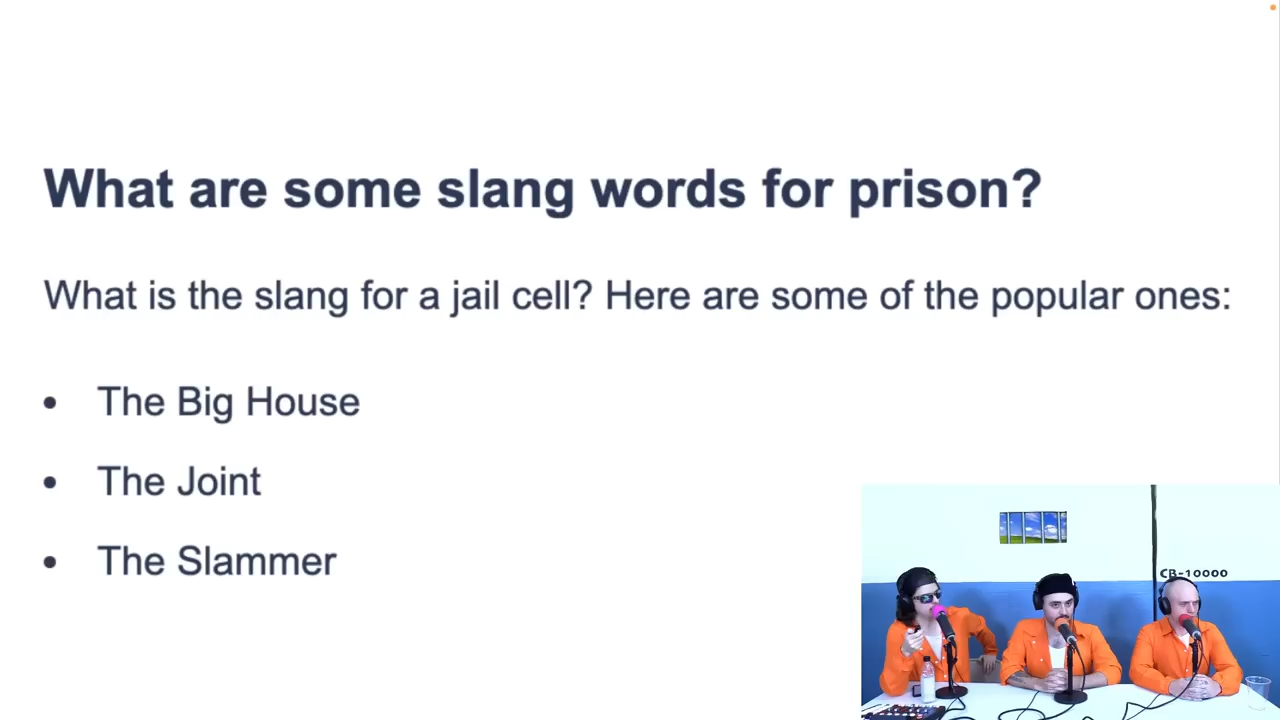 What are some slang words for prison?
What is the slang for a jail cell? Here are some of the popular ones:
• The Big House
• The Joint
• The Slammer
CB-10000